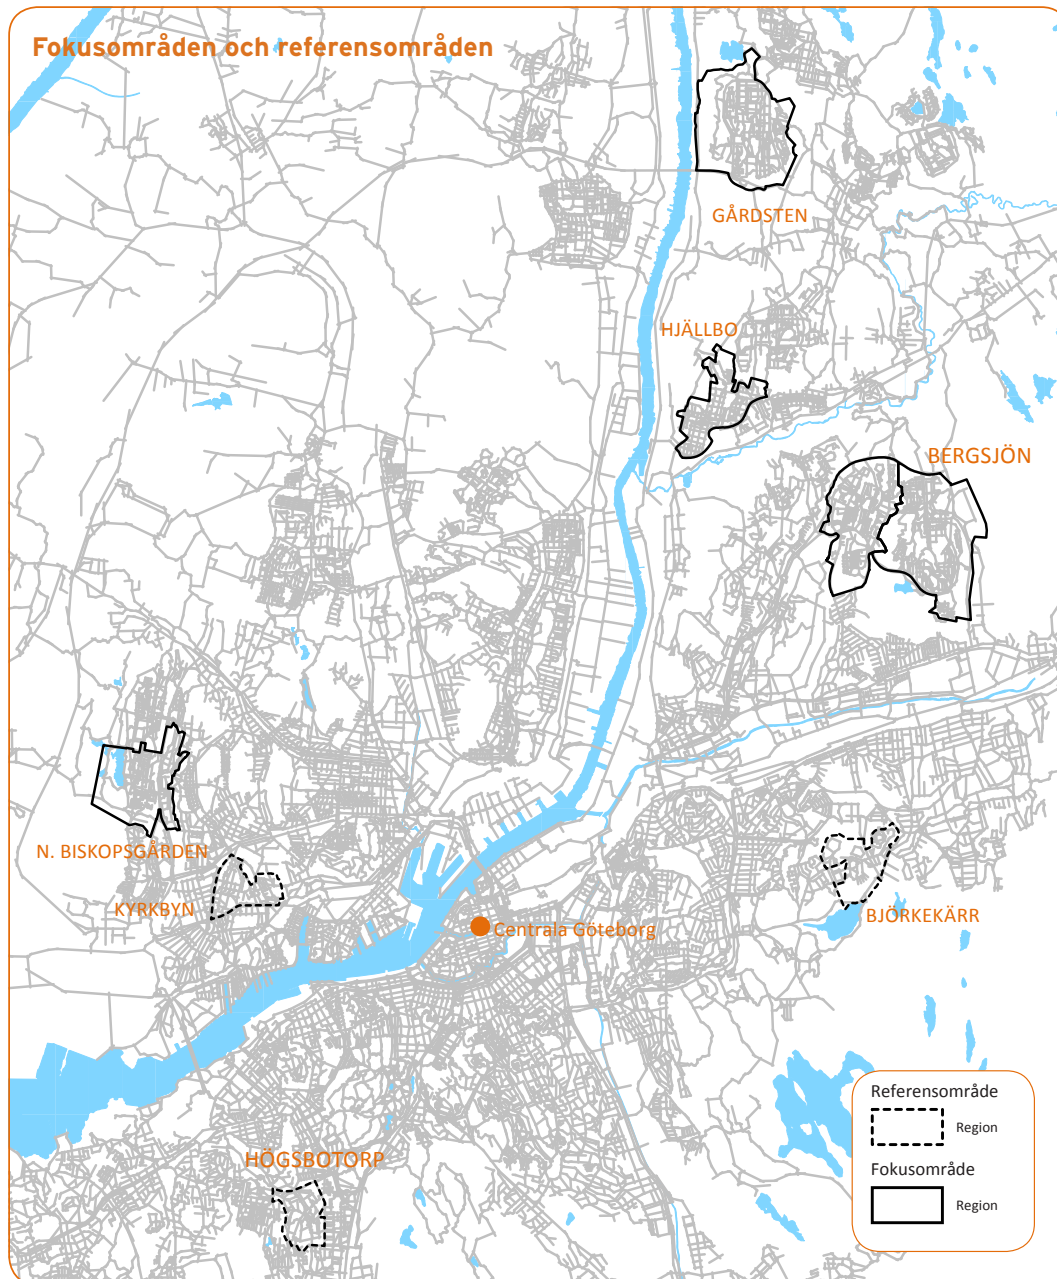 Fokusområden och referensområden
GÅRDSTEN
HJÄLLBO
BERGSJÖN
N. BISKOPSGÅRDEN
KYRKBYN
BJÖRKEKÄRR
Centrala Göteborg
HÖGSBOTORP
Referensområde
Region
Fokusområde
Region